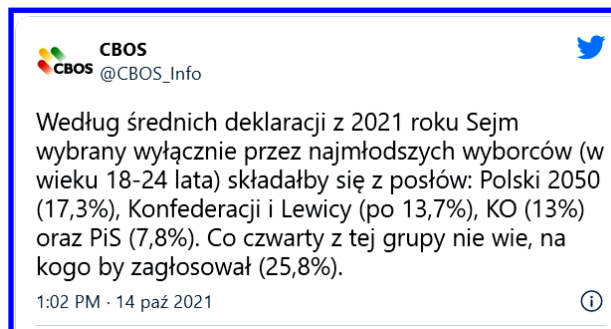 CBOS
CBOS
@CBOS_Info
Według średnich deklaracji z 2021 roku Sejm
wybrany wyłącznie przez najmłodszych wyborców (w
wieku 18-24 lata) składałby się z posłów: Polski 2050
(17,3%), Konfederacji i Lewicy (po 13,7%), KO (13%)
oraz PiS (7,8%). Co czwarty z tej grupy nie wie, na
kogo by zagłosował (25,8%).
1:02 PM · 14 paź 2021